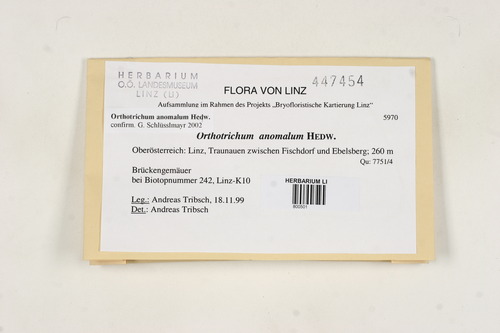 HERBARIUM
O.Ö. LANDESMUSEUM
LINZ (LI)
447454
FLORA VON LINZ
Aufsammlung im Rahmen des Projekts „Bryofloristische Kartierung Linz“
Orthotrichum anomalum Hedw.
5970
confirm. G. Schlüsslmayr 2002
Orthotrichum anomalum HEDW.
Oberösterreich: Linz, Traunauen zwischen Fischdorf und Ebelsberg; 260 m
Qu: 7751/4
Brückengemäuer
bei Biotopnummer 242, Linz-K10
HERBARIUM LI
800501
Leg.: Andreas Tribsch, 18.11.99
Det.: Andreas Tribsch